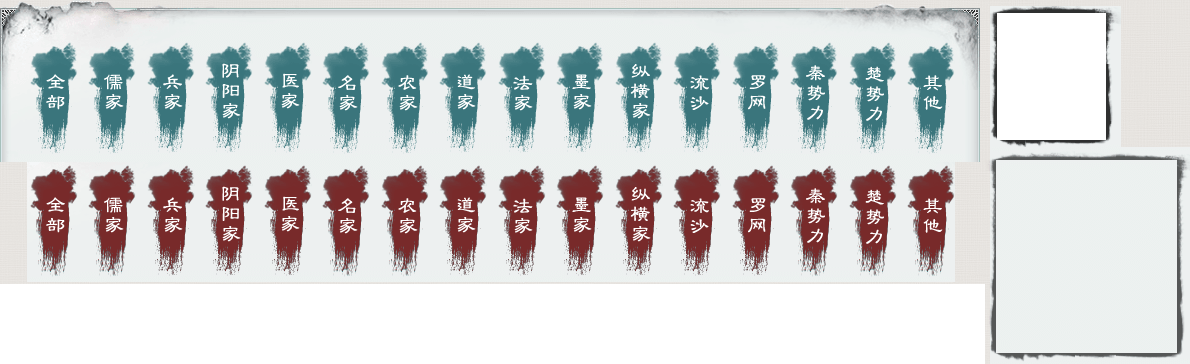 全部 儒家 兵家 阴阳家 医家 名家 农家 道家 法家 墨家 纵横家 流沙 罗网 秦势力 楚势力 其他
全部 儒家 兵家 阴阳家 医家 名家 农家 道家 法家 墨家 纵横家 流沙 罗网 秦势力 楚势力 其他